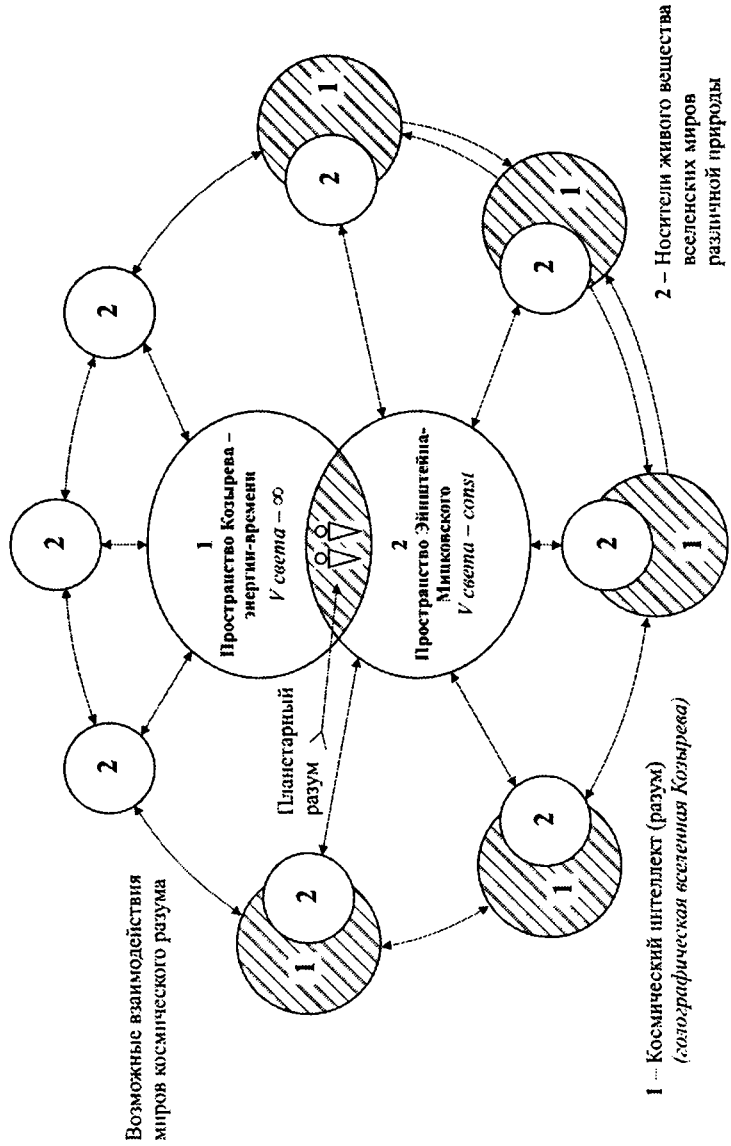 Возможные взаимодействия
миров космического разума
2
2
2
2
1
2
1
2
1
2
1
2
1
1
Пространство Козырева –
энергии-времени
V света – ∞
Планетарный
разум
2
Пространство Эйнштейна-
Минковского
V света – const
1 – Космический интеллект (разум)
(голографическая вселенная Козырева)
2 – Носители живого вещества
вселенских миров
различной природы